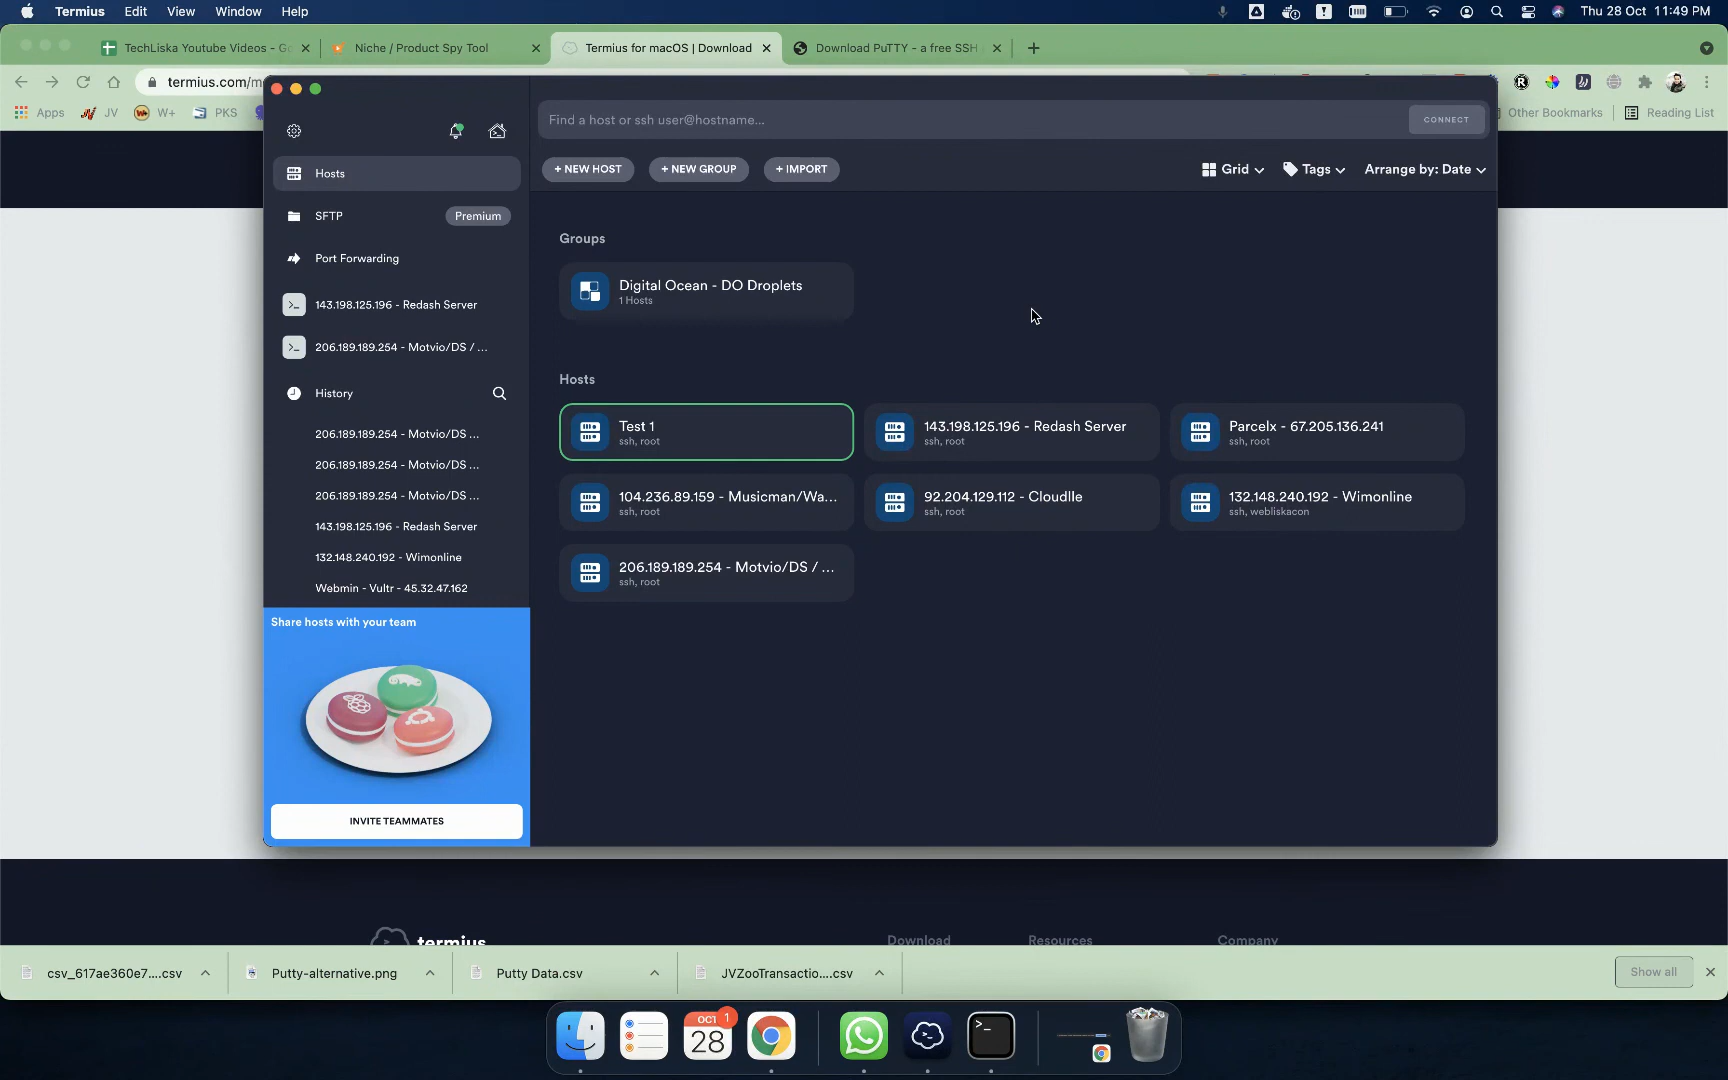 Termius Edit View Window Help
Thu 28 Oct 11:49 PM
TechLiska Youtube Videos - Go
Niche / Product Spy Tool
Termius for macOS | Download
Download PuTTY - a free SSH
termius.com/m
Apps JV W+ PKS
Other Bookmarks Reading List
Find a host or ssh user@hostname...
CONNECT
+ NEW HOST
+ NEW GROUP
+ IMPORT
Grid
Tags
Arrange by: Date
Hosts
SFTP
Premium
Port Forwarding
143.198.125.196 - Redash Server
206.189.189.254 - Motvio/DS / ...
History
206.189.189.254 - Motvio/DS ...
206.189.189.254 - Motvio/DS ...
206.189.189.254 - Motvio/DS ...
143.198.125.196 - Redash Server
132.148.240.192 - Wimonline
Webmin - Vultr - 45.32.47.162
Share hosts with your team
INVITE TEAMMATES
Groups
Digital Ocean - DO Droplets
1 Hosts
Hosts
Test 1
ssh, root
143.198.125.196 - Redash Server
ssh, root
Parcelx - 67.205.136.241
ssh, root
104.236.89.159 - Musicman/Wa...
ssh, root
92.204.129.112 - Cloudlle
ssh, root
132.148.240.192 - Wimonline
ssh, webliskacon
206.189.189.254 - Motvio/DS / ...
ssh, root
termius
Download
Resources
Company
csv_617ae360e7....csv
Putty-alternative.png
Putty Data.csv
JVZooTransactio....csv
Show all
OCT
1
28